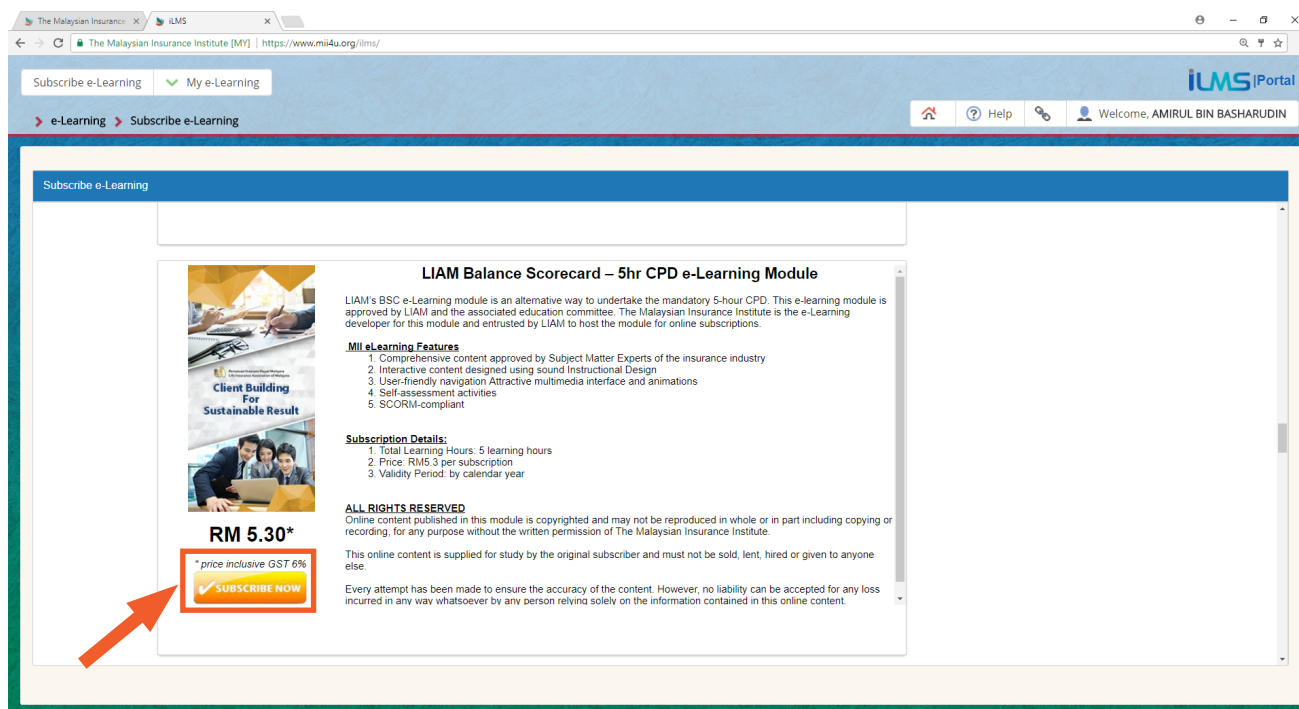 The Malaysian Insurance
iLMS
The Malaysian Insurance Institute [MY] | https://www.mii4u.org/ilms/
Subscribe e-Learning My e-Learning
iLMS |Portal
e-Learning Subscribe e-Learning
Help Welcome, AMIRUL BIN BASHARUDIN
Subscribe e-Learning
Client Building
For
Sustainable Result
RM 5.30*
* price inclusive GST 6%
SUBSCRIBE NOW
LIAM Balance Scorecard – 5hr CPD e-Learning Module
LIAM's BSC e-Learning module is an alternative way to undertake the mandatory 5-hour CPD. This e-learning module is
approved by LIAM and the associated education committee. The Malaysian Insurance Institute is the e-Learning
developer for this module and entrusted by LIAM to host the module for online subscriptions.
MII eLearning Features
1. Comprehensive content approved by Subject Matter Experts of the insurance industry
2. Interactive content designed using sound Instructional Design
3. User-friendly navigation Attractive multimedia interface and animations
4. Self-assessment activities
5. SCORM-compliant
Subscription Details:
1. Total Learning Hours: 5 learning hours
2. Price: RM5.3 per subscription
3. Validity Period: by calendar year
ALL RIGHTS RESERVED
Online content published in this module is copyrighted and may not be reproduced in whole or in part including copying or
recording, for any purpose without the written permission of The Malaysian Insurance Institute.
This online content is supplied for study by the original subscriber and must not be sold, lent, hired or given to anyone
else.
Every attempt has been made to ensure the accuracy of the content. However, no liability can be accepted for any loss
incurred in any way whatsoever by any person relying solely on the information contained in this online content.